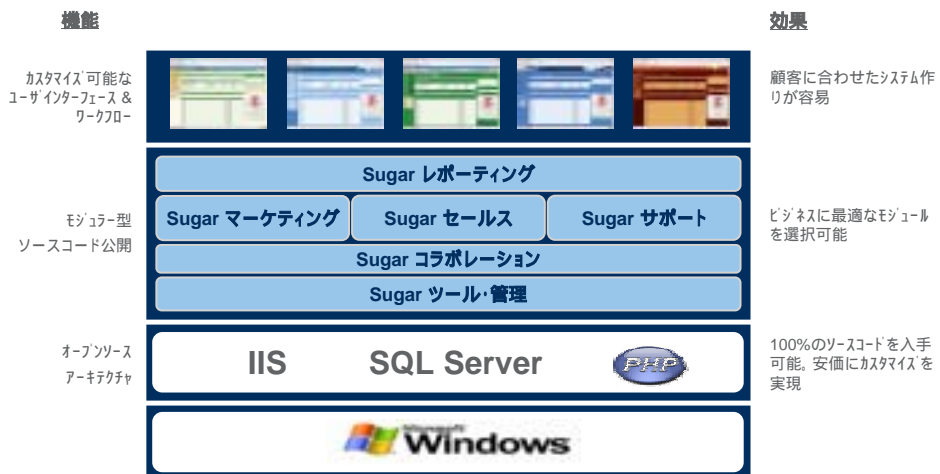 機能
効果
ｶｽﾀﾏｲｽﾞ可能な
ﾕｰｻﾞｲﾝﾀｰﾌｪｰｽ &
ﾜｰｸﾌﾛｰ
顧客に合わせたｼｽﾃﾑ作
りが容易
Sugar レポーティング
Sugar マーケティング
Sugar セールス
Sugar サポート
Sugar コラボレーション
Sugar ツール・管理
ﾓｼﾞｭﾗｰ型
ソースコード公開
ﾋﾞｼﾞﾈｽに最適なﾓｼﾞｭｰﾙ
を選択可能
ｵｰﾌﾟﾝｿｰｽ
ｱｰｷﾃｸﾁｬ
IIS
SQL Server
PHP
100%のｿｰｽｺｰﾄﾞを入手
可能。安価にｶｽﾀﾏｲｽﾞを
実現
Microsoft
Windows